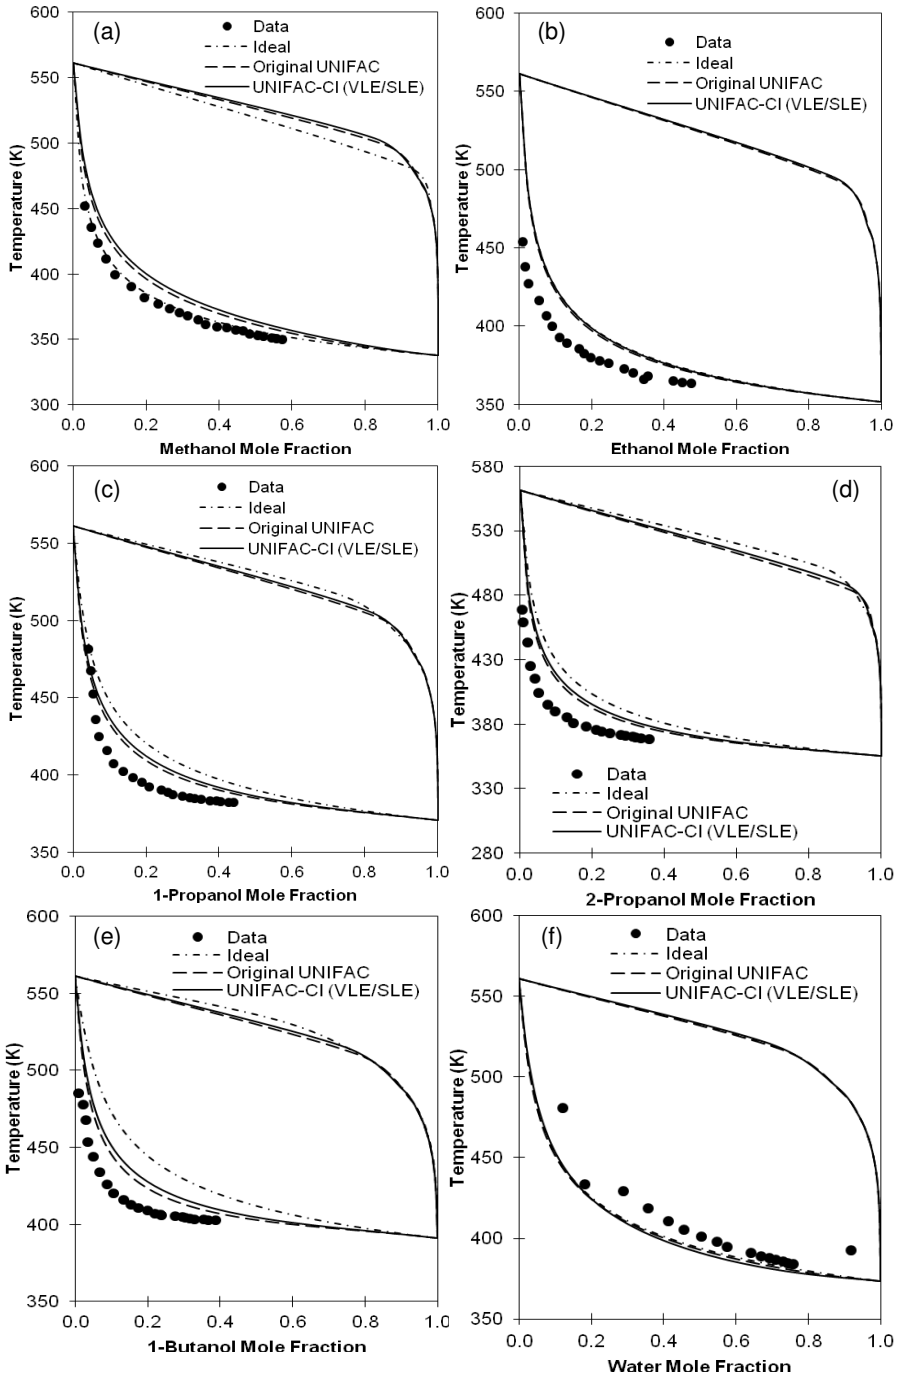 600
(a)
Data
Ideal
Original UNIFAC
UNIFAC-CI (VLE/SLE)
550
500
450
400
350
300
Temperature (K)
0.0 0.2 0.4 0.6 0.8 1.0
Methanol Mole Fraction
600
(b)
Data
Ideal
Original UNIFAC
UNIFAC-CI (VLE/SLE)
550
500
450
400
350
Temperature (K)
0.0 0.2 0.4 0.6 0.8 1.0
Ethanol Mole Fraction
600
(c)
Data
Ideal
Original UNIFAC
UNIFAC-CI (VLE/SLE)
550
500
450
400
350
Temperature (K)
0.0 0.2 0.4 0.6 0.8 1.0
1-Propanol Mole Fraction
580
(d)
530
480
430
380
330
280
Temperature (K)
Data
Ideal
Original UNIFAC
UNIFAC-CI (VLE/SLE)
0.0 0.2 0.4 0.6 0.8 1.0
2-Propanol Mole Fraction
600
(e)
Data
Ideal
Original UNIFAC
UNIFAC-CI (VLE/SLE)
550
500
450
400
350
Temperature (K)
0.0 0.2 0.4 0.6 0.8 1.0
1-Butanol Mole Fraction
600
(f)
Data
Ideal
Original UNIFAC
UNIFAC-CI (VLE/SLE)
550
500
450
400
350
Temperature (K)
0.0 0.2 0.4 0.6 0.8 1.0
Water Mole Fraction